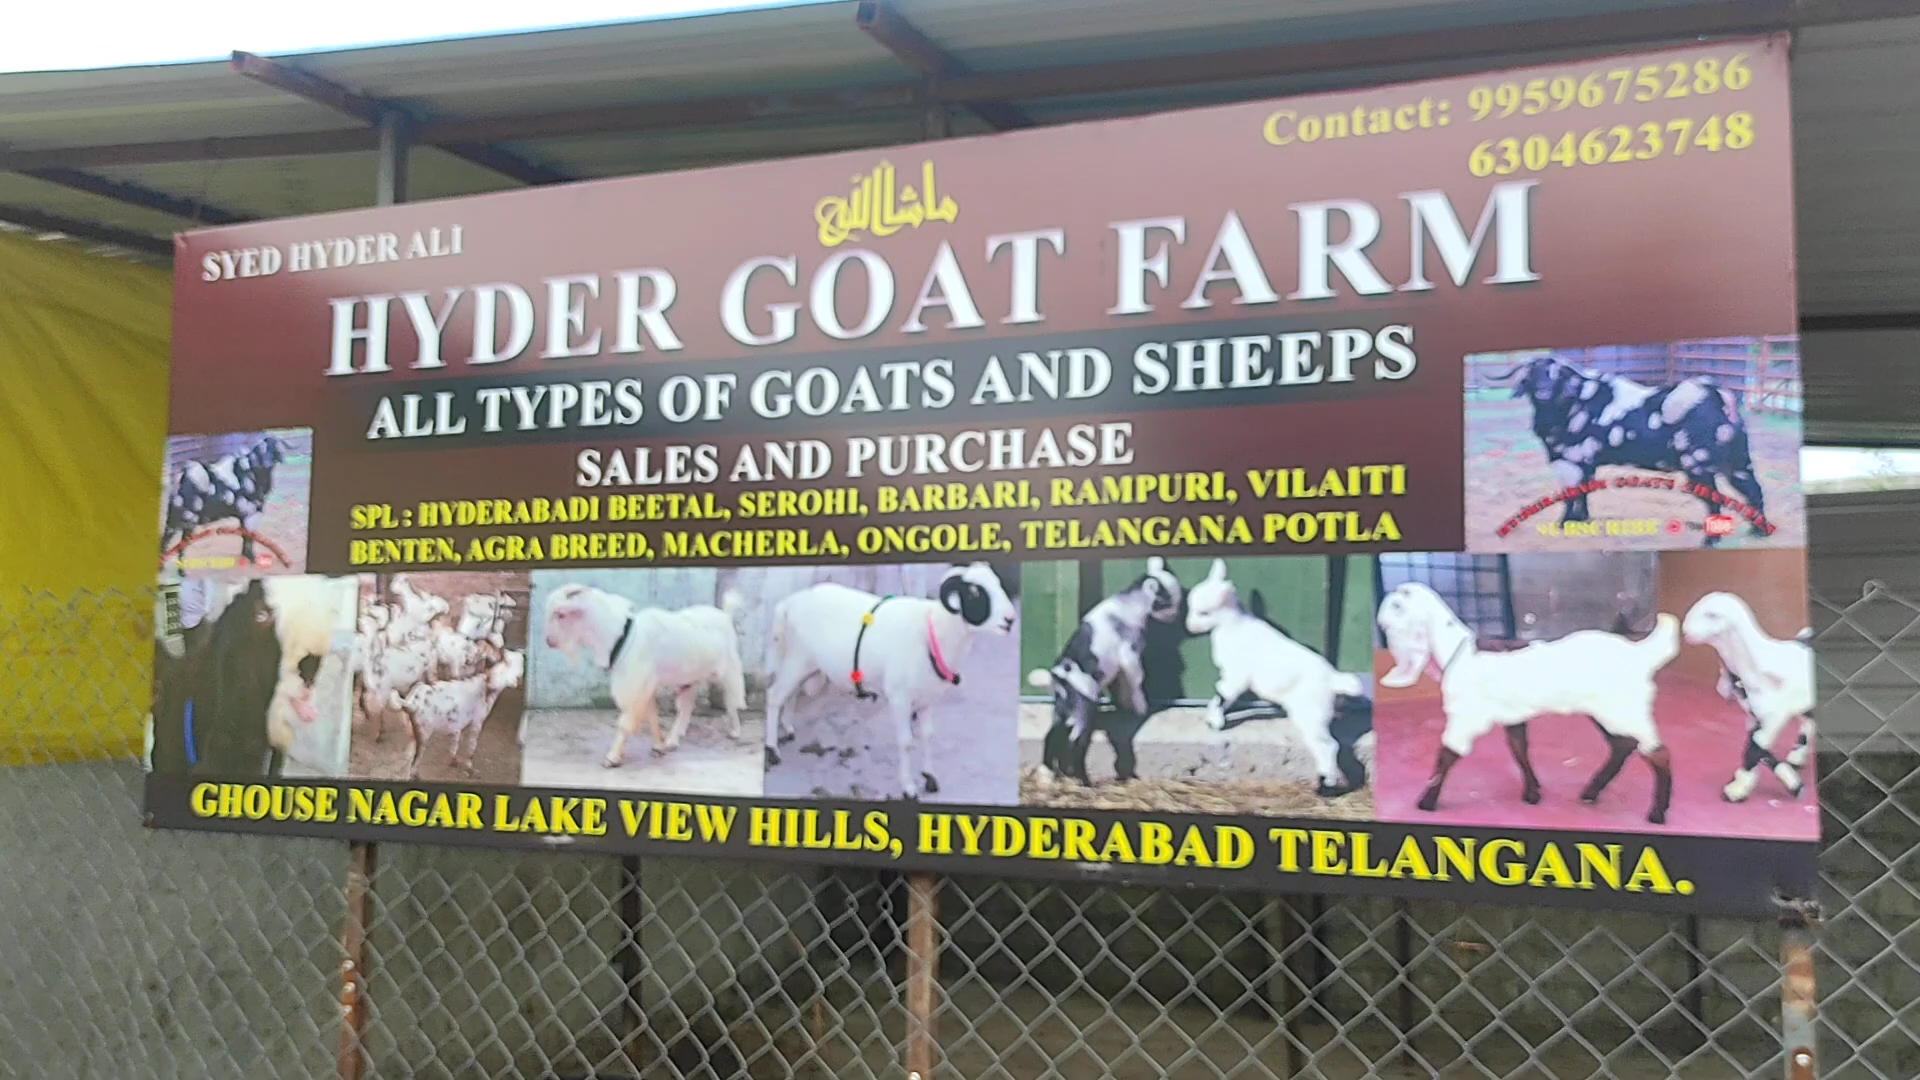 Contact: 9959675286
6304623748
ماشاالله
SYED HYDER ALI
HYDER GOAT FARM
ALL TYPES OF GOATS AND SHEEPS
SALES AND PURCHASE
SPL : HYDERABADI BEETAL, SEROHI, BARBARI, RAMPURI, VILAITI
BENTEN, AGRA BREED, MACHERLA, ONGOLE, TELANGANA POTLA
SUBSCRIBE
GHOUSE NAGAR LAKE VIEW HILLS, HYDERABAD TELANGANA.